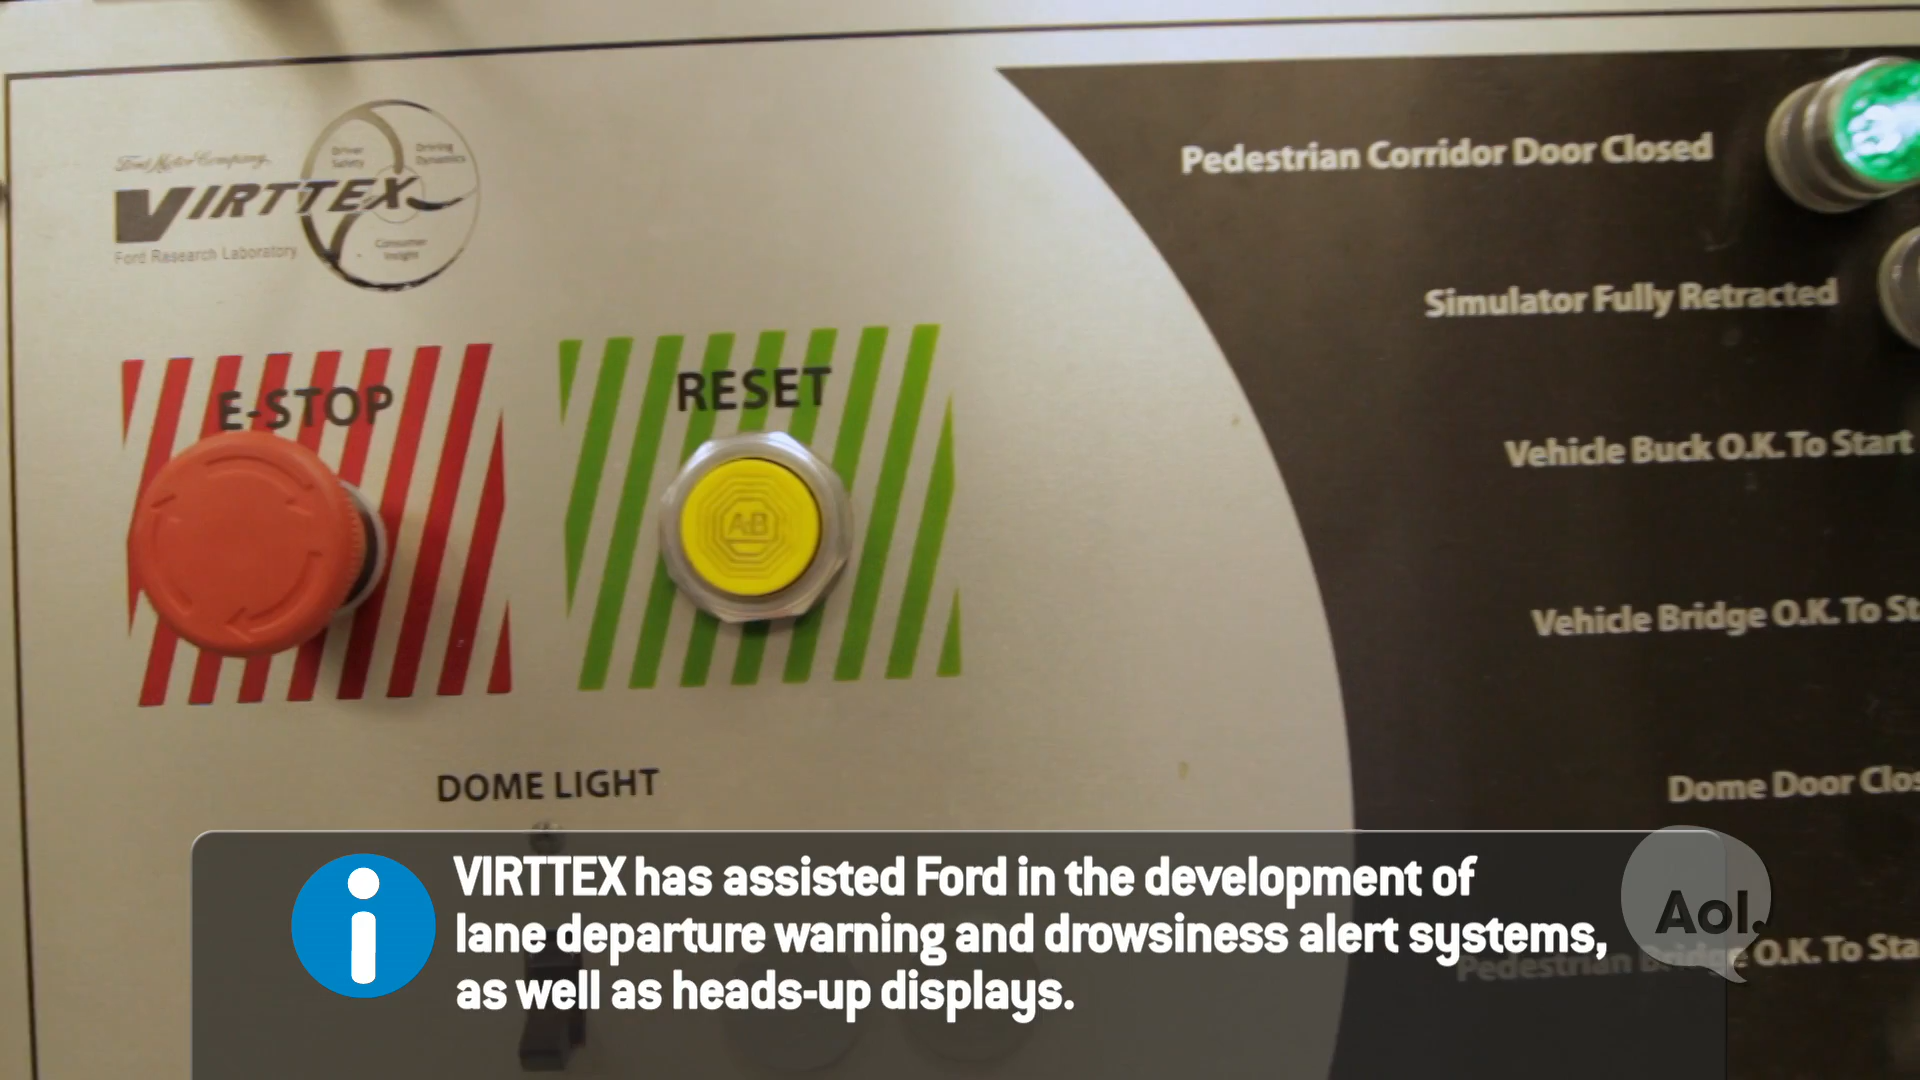 Ford Motor Company
VIRTTEX
Ford Research Laboratory
Driver
Safety
Driving
Dynamics
Consumer
Insight
E-STOP
RESET
A-B
DOME LIGHT
Pedestrian Corridor Door Closed
Simulator Fully Retracted
Vehicle Buck O.K. To Start
Vehicle Bridge O.K. To St
Dome Door Clos
Pedestrian Bridge O.K. To Sta
VIRTTEX has assisted Ford in the development of
lane departure warning and drowsiness alert systems,
as well as heads-up displays.
Aol.